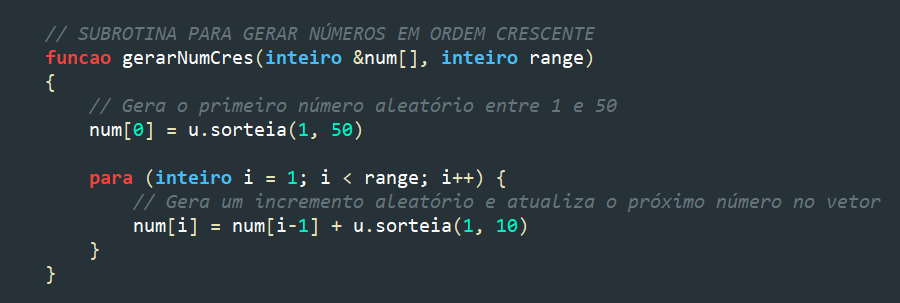 // SUBROTINA PARA GERAR NÚMEROS EM ORDEM CRESCENTE
funcao gerarNumCres(inteiro &num[], inteiro range)
{
    // Gera o primeiro número aleatório entre 1 e 50
    num[0] = u.sorteia(1, 50)

    para (inteiro i = 1; i < range; i++) {
        // Gera um incremento aleatório e atualiza o próximo número no vetor
        num[i] = num[i-1] + u.sorteia(1, 10)
    }
}